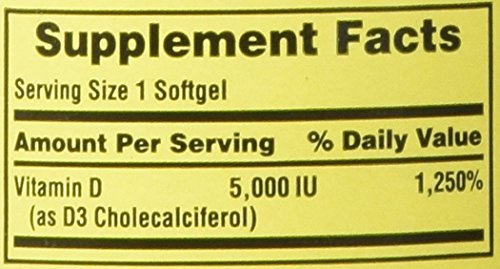 Supplement Facts
Serving Size 1 Softgel
Amount Per Serving % Daily Value
Vitamin D 5,000 IU 1,250%
(as D3 Cholecalciferol)